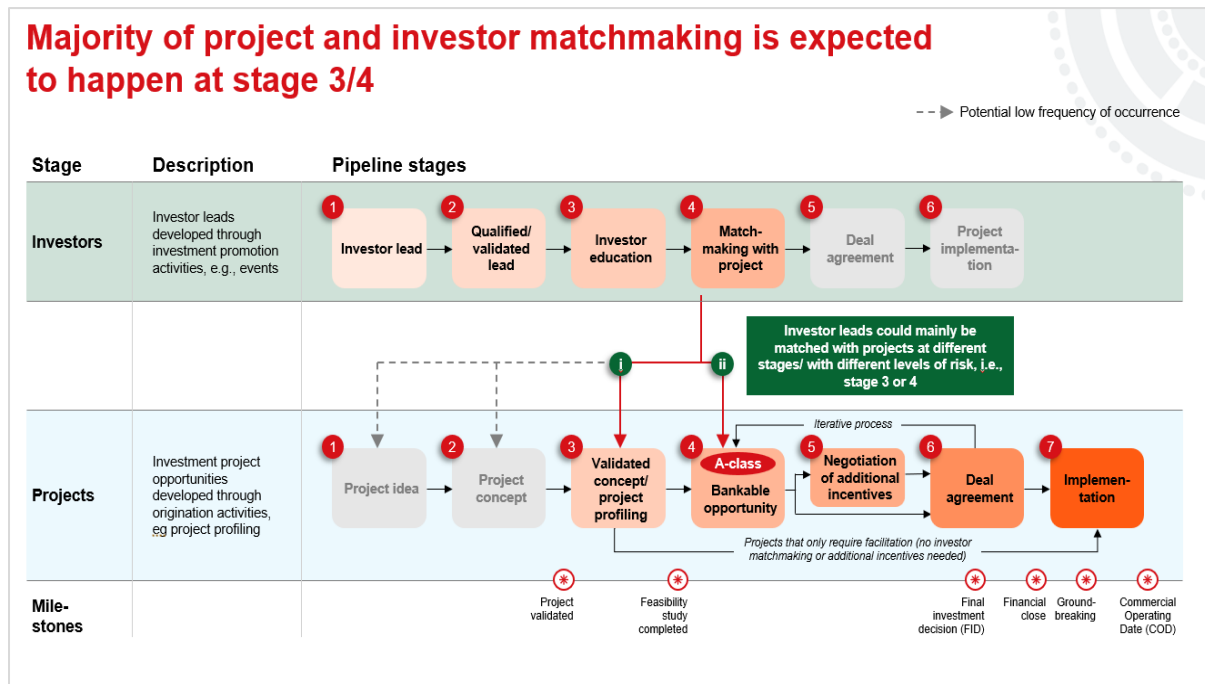 Majority of project and investor matchmaking is expected
to happen at stage 3/4
Potential low frequency of occurrence
Stage
Description
Pipeline stages
Investors
Investor leads
developed through
investment promotion
activities, e.g., events
1
Investor lead
2
Qualified/
validated
lead
3
Investor
education
4
Match-
making with
project
5
Deal
agreement
6
Project
implementa-
tion
Investor leads could mainly be
matched with projects at different
stages/ with different levels of risk, i.e.,
stage 3 or 4
i
ii
Projects
Investment project
opportunities
developed through
origination activities,
eg project profiling
1
Project idea
2
Project
concept
3
Validated
concept/
project
profiling
4
A-class
Bankable
opportunity
Iterative process
5
Negotiation
of additional
incentives
6
Deal
agreement
7
Implemen-
tation
Projects that only require facilitation (no investor
matchmaking or additional incentives needed)
Mile-
stones
Project
validated
Feasibility
study
completed
Final
investment
decision (FID)
Financial
close
Ground-
breaking
Commercial
Operating
Date (COD)